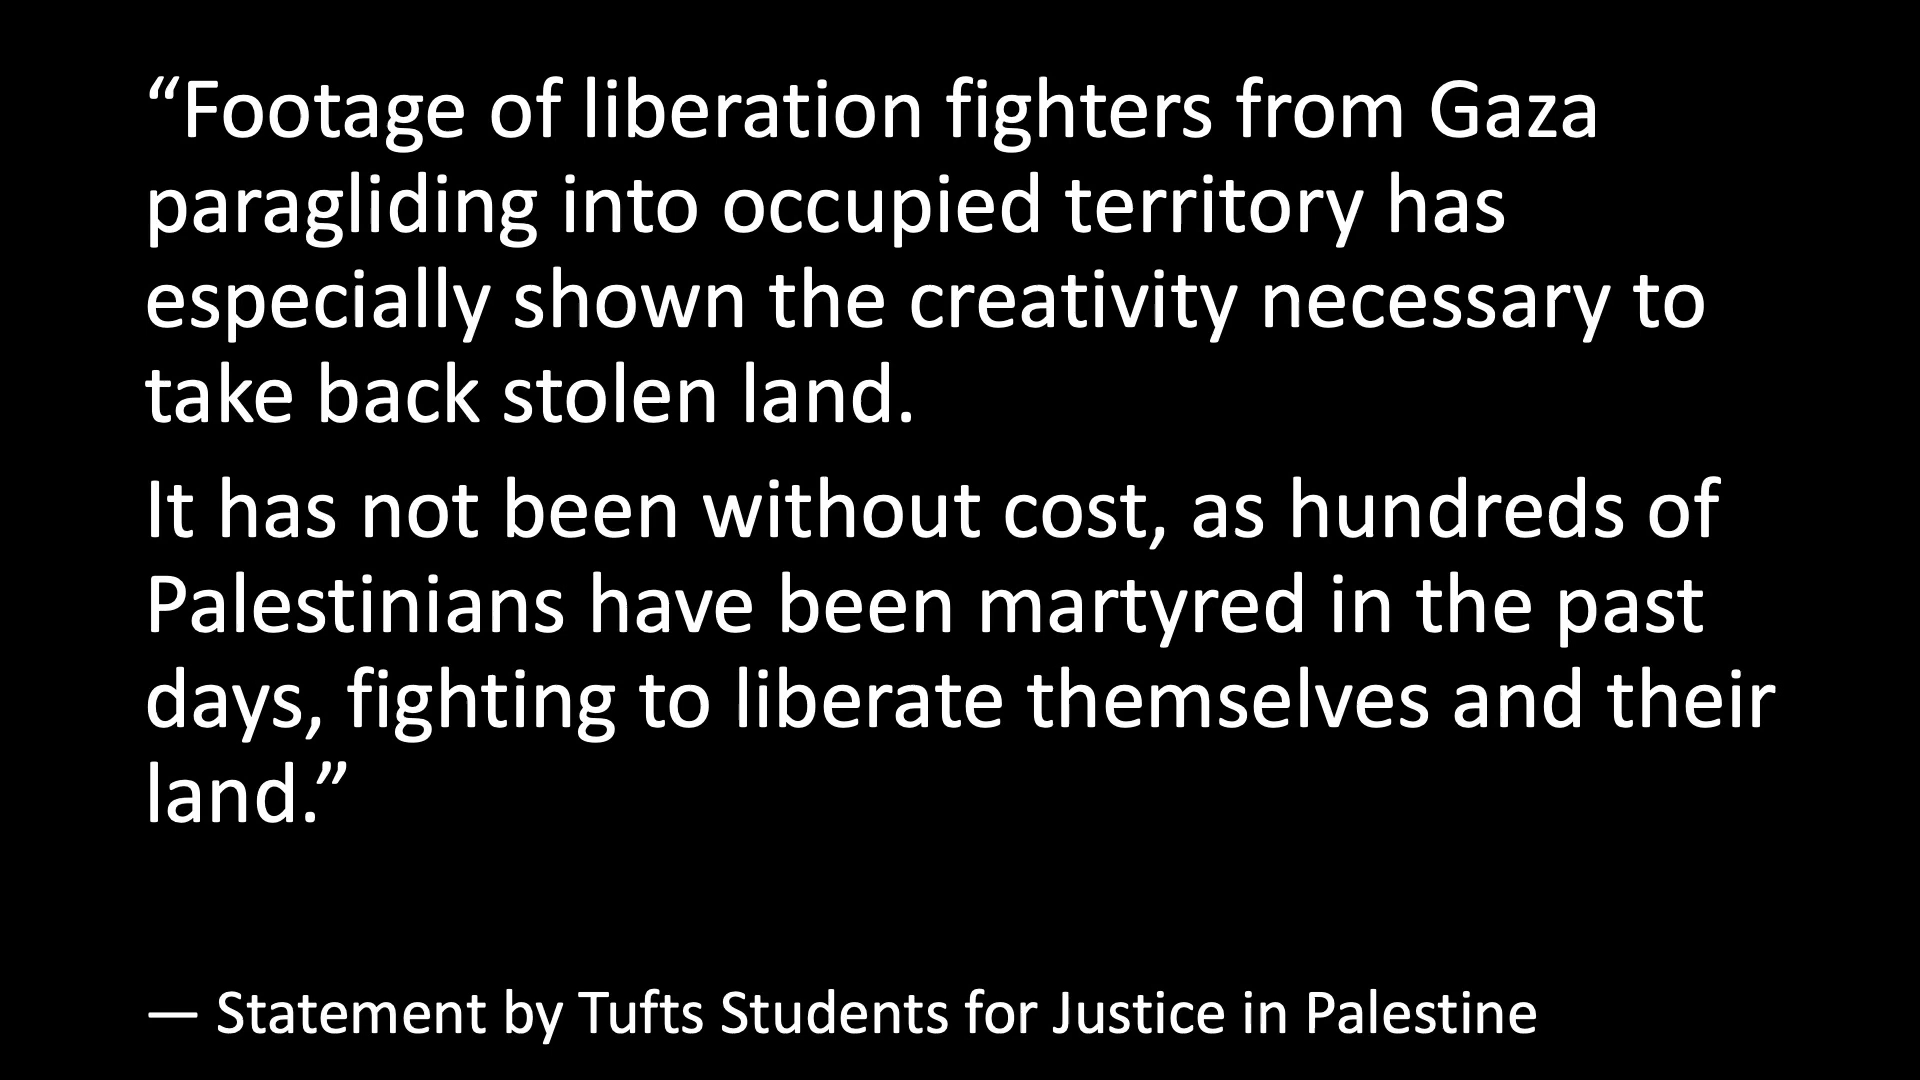 “Footage of liberation fighters from Gaza
paragliding into occupied territory has
especially shown the creativity necessary to
take back stolen land.
It has not been without cost, as hundreds of
Palestinians have been martyred in the past
days, fighting to liberate themselves and their
land.”
— Statement by Tufts Students for Justice in Palestine